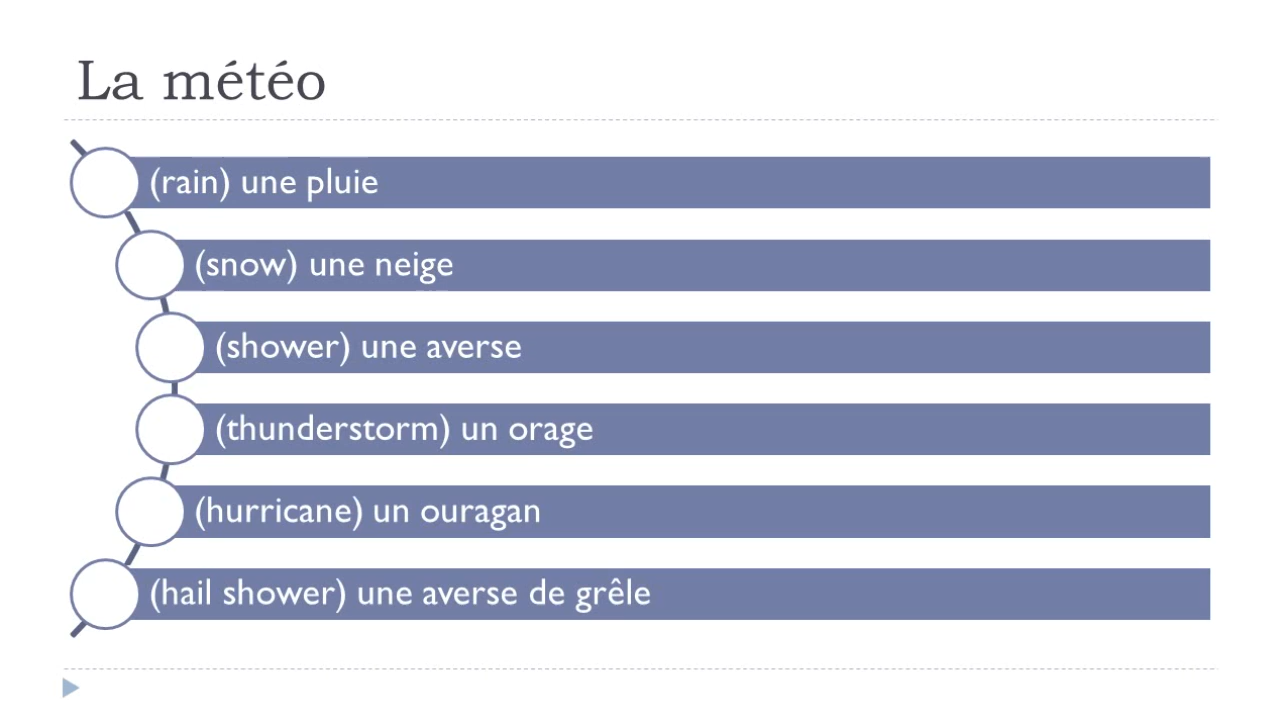 La météo
(rain) une pluie
(snow) une neige
(shower) une averse
(thunderstorm) un orage
(hurricane) un ouragan
(hail shower) une averse de grêle